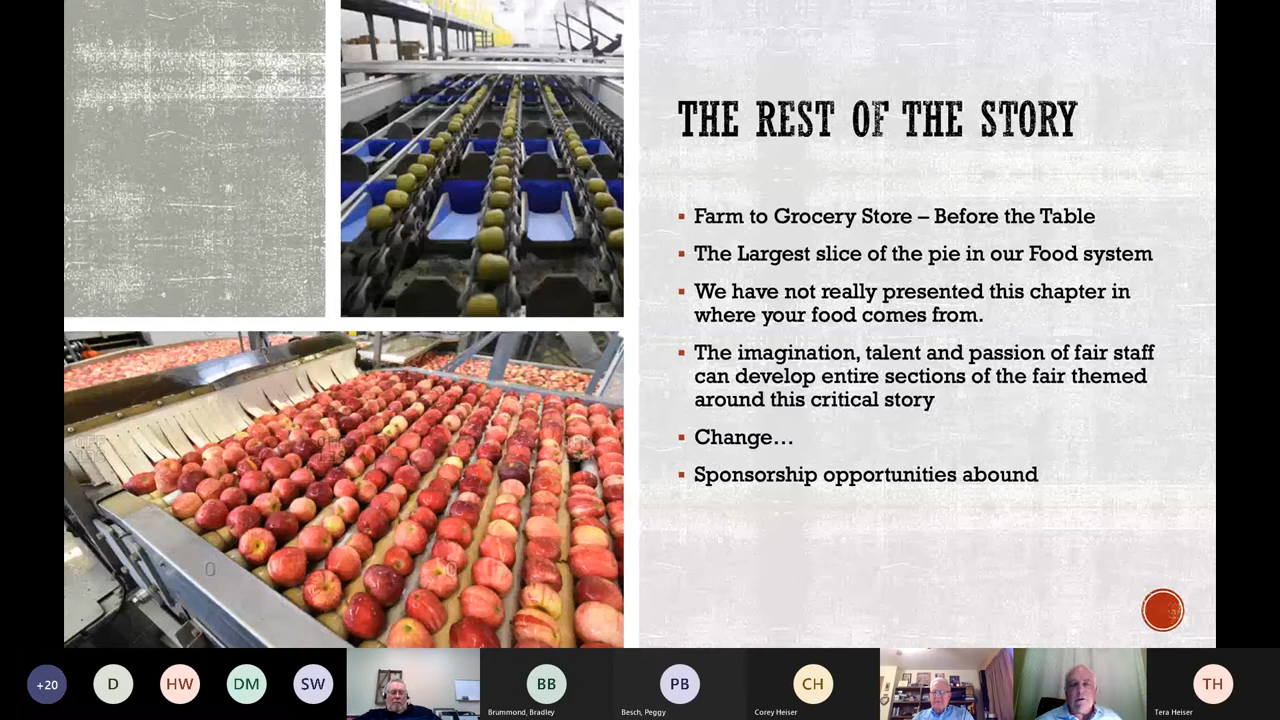 THE REST OF THE STORY
Farm to Grocery Store – Before the Table
The Largest slice of the pie in our Food system
We have not really presented this chapter in
where your food comes from.
The imagination, talent and passion of fair staff
can develop entire sections of the fair themed
around this critical story
Change...
Sponsorship opportunities abound
+20
D
HW
DM
SW
BB
Brummond, Bradley
PB
Besch, Peggy
CH
Corey Heiser
TH
Tera Heiser